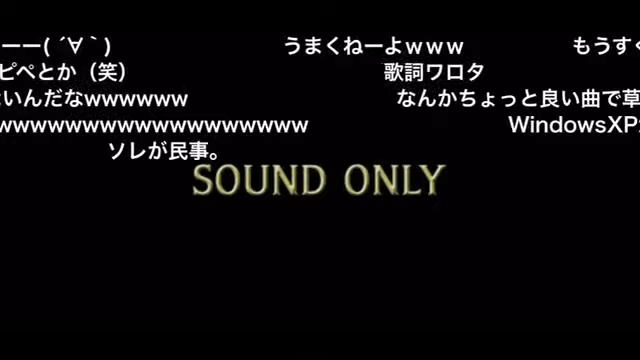 ーー( ´∀｀)
うまくねーよｗｗｗ
もうすぐ
ピペとか（笑）
歌詞ワロタ
いんだなwwwwww
なんかちょっと良い曲で草
wwwwwwwwwwwwwwwwwww
WindowsXP
ソレが民事。
SOUND ONLY